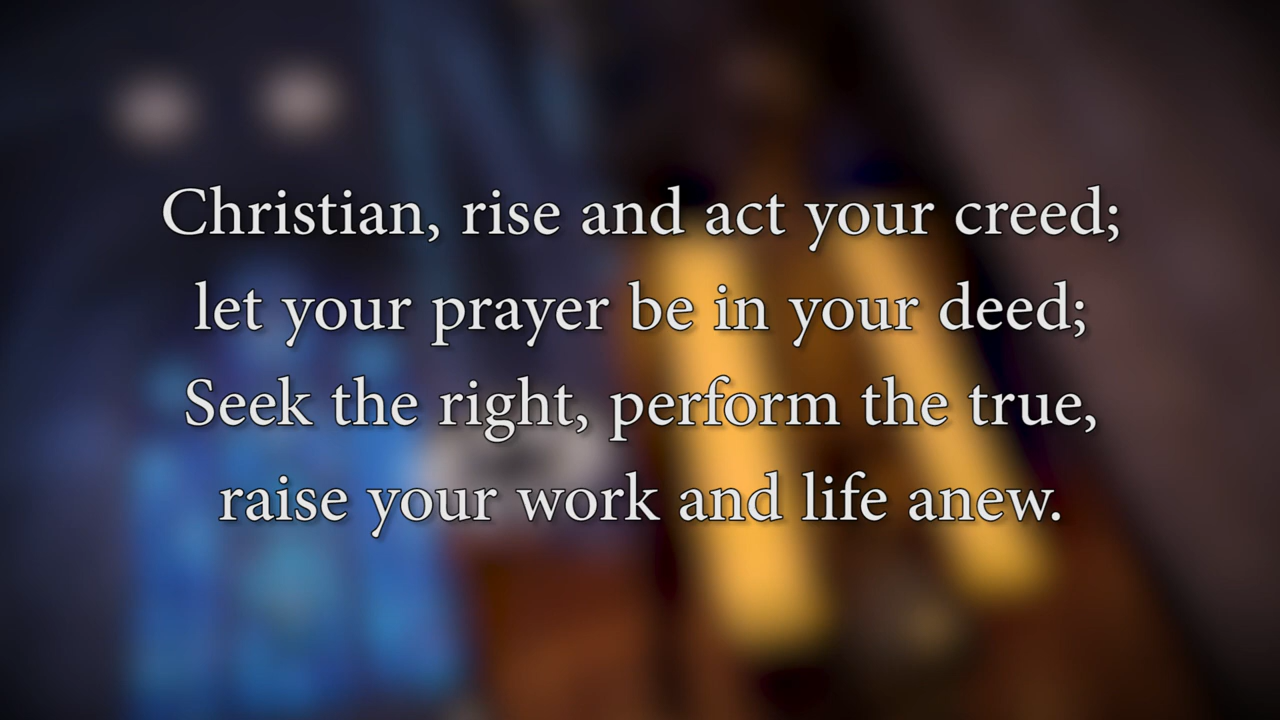 Christian, rise and act your creed;
let your prayer be in your deed;
Seek the right, perform the true,
raise your work and life anew.